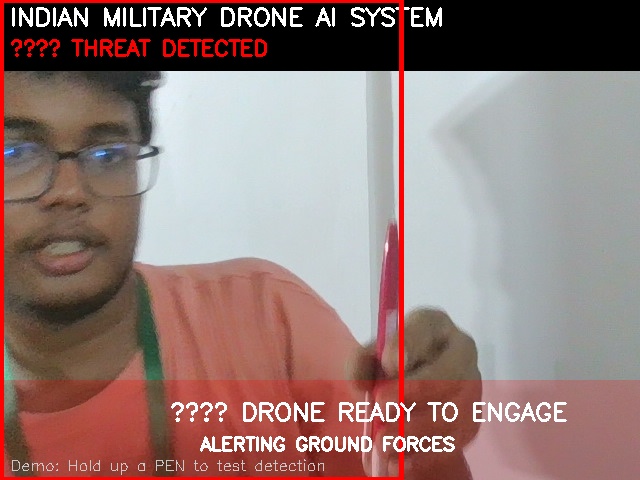 INDIAN MILITARY DRONE AI SYSTEM
???? THREAT DETECTED
???? DRONE READY TO ENGAGE
ALERTING GROUND FORCES
Demo: Hold up a PEN to test detection